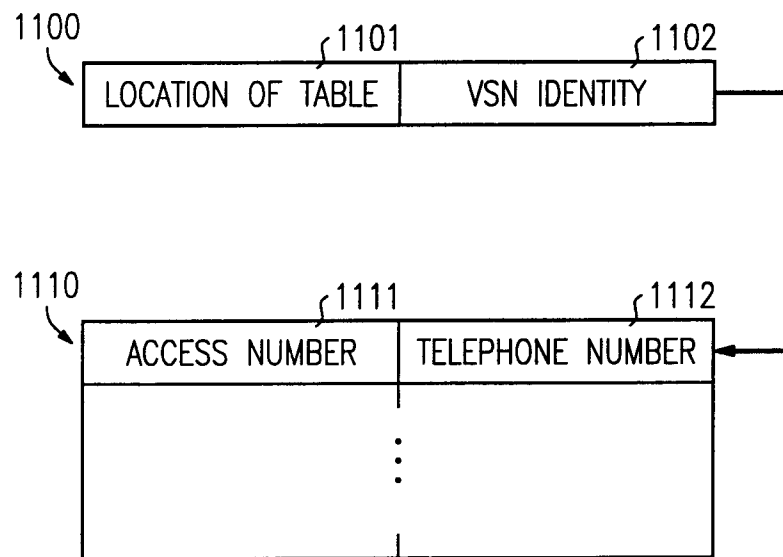 1100
1101
1102
LOCATION OF TABLE
VSN IDENTITY
1110
1111
1112
ACCESS NUMBER
TELEPHONE NUMBER